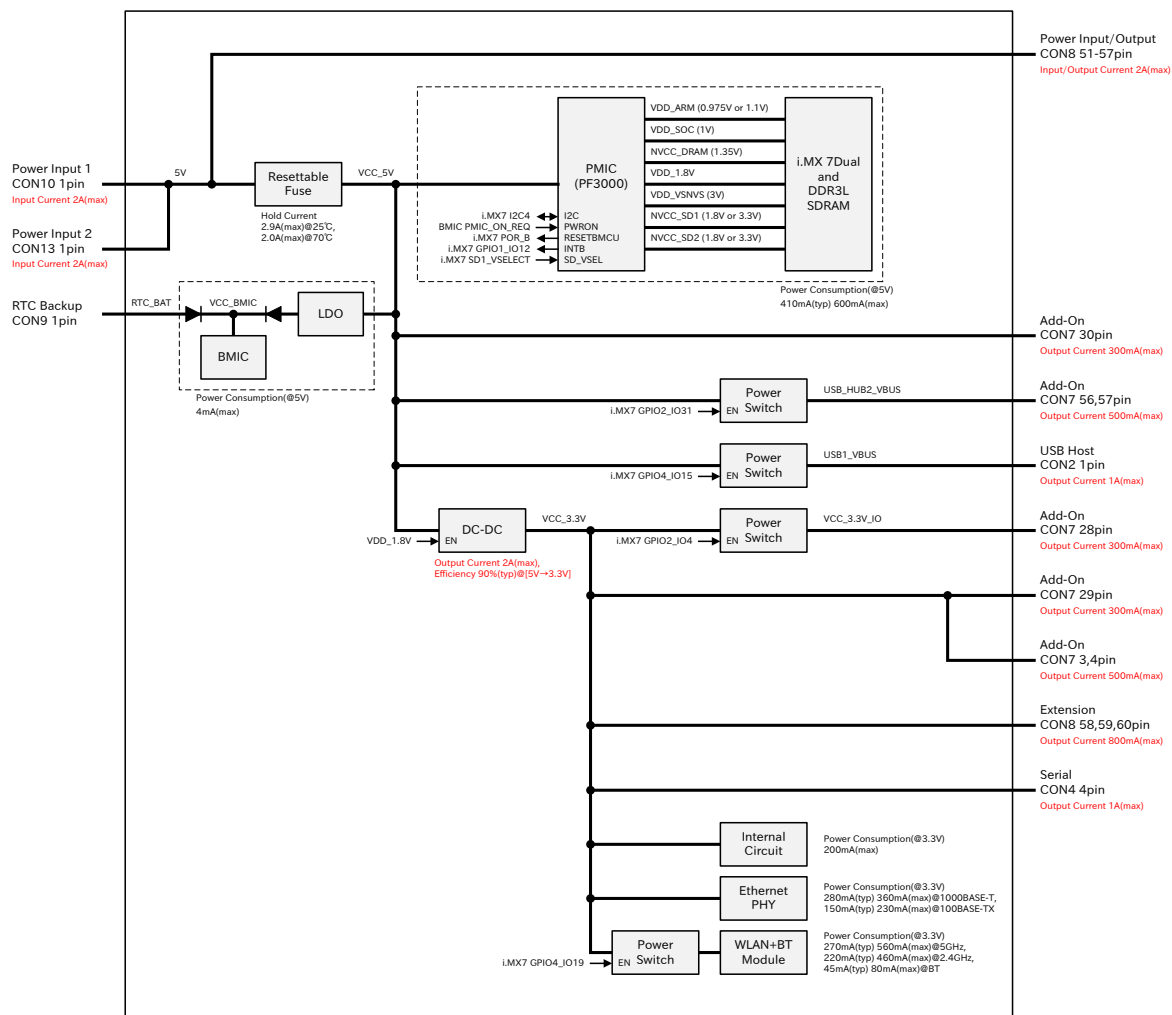 Power Input/Output
CON8 51-57pin
Input/Output Current 2A(max)
Power Input 1
CON10 1pin
Input Current 2A(max)
5V
Resettable
Fuse
Hold Current
2.9A(max)@25℃,
2.0A(max)@70℃
VCC_5V
Power Input 2
CON13 1pin
Input Current 2A(max)
PMIC
(PF3000)
i.MX7 I2C4
I2C
BMIC PMIC_ON_REQ
PWRON
i.MX7 POR_B
RESETBMCU
i.MX7 GPIO1_IO12
INTB
i.MX7 SD1_VSELECT
SD_VSEL
VDD_ARM (0.975V or 1.1V)
VDD_SOC (1V)
NVCC_DRAM (1.35V)
VDD_1.8V
VDD_VSNVS (3V)
NVCC_SD1 (1.8V or 3.3V)
NVCC_SD2 (1.8V or 3.3V)
i.MX 7Dual
and
DDR3L
SDRAM
Power Consumption(@5V)
410mA(typ) 600mA(max)
RTC Backup
CON9 1pin
RTC_BAT
VCC_BMIC
LDO
BMIC
Power Consumption(@5V)
4mA(max)
Add-On
CON7 30pin
Output Current 300mA(max)
i.MX7 GPIO2_IO31
EN
Power
Switch
USB_HUB2_VBUS
Add-On
CON7 56,57pin
Output Current 500mA(max)
i.MX7 GPIO4_IO15
EN
Power
Switch
USB1_VBUS
USB Host
CON2 1pin
Output Current 1A(max)
VDD_1.8V
EN
DC-DC
Output Current 2A(max),
Efficiency 90%(typ)@[5V→3.3V]
VCC_3.3V
i.MX7 GPIO2_IO4
EN
Power
Switch
VCC_3.3V_IO
Add-On
CON7 28pin
Output Current 300mA(max)
Add-On
CON7 29pin
Output Current 300mA(max)
Add-On
CON7 3,4pin
Output Current 500mA(max)
Extension
CON8 58,59,60pin
Output Current 800mA(max)
Serial
CON4 4pin
Output Current 1A(max)
Internal
Circuit
Power Consumption(@3.3V)
200mA(max)
Ethernet
PHY
Power Consumption(@3.3V)
280mA(typ) 360mA(max)@1000BASE-T,
150mA(typ) 230mA(max)@100BASE-TX
i.MX7 GPIO4_IO19
EN
Power
Switch
WLAN+BT
Module
Power Consumption(@3.3V)
270mA(typ) 560mA(max)@5GHz,
220mA(typ) 460mA(max)@2.4GHz,
45mA(typ) 80mA(max)@BT